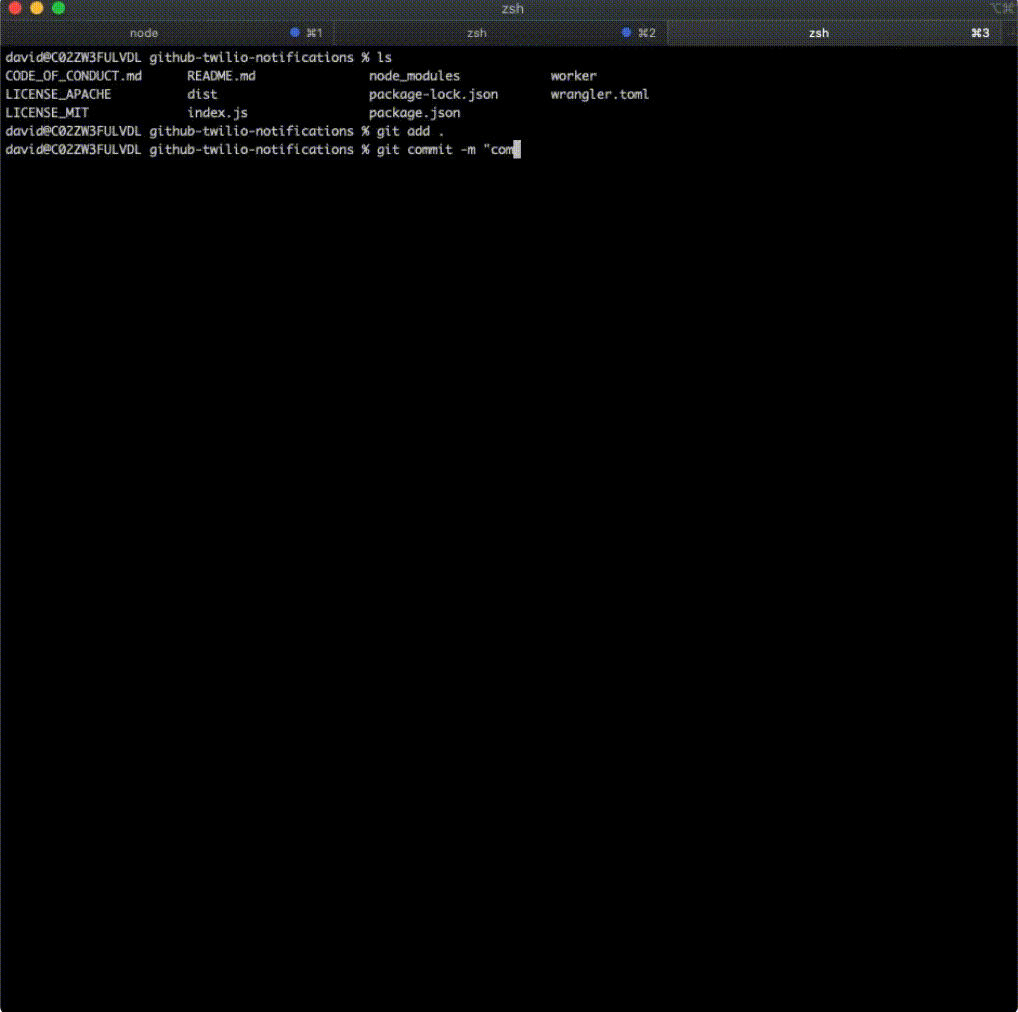 zsh ⌥⌘
node ⌘1 zsh ⌘2 zsh ⌘3
david@C02ZW3FULVDL github-twilio-notifications % ls
CODE_OF_CONDUCT.md README.md node_modules worker
LICENSE_APACHE dist package-lock.json wrangler.toml
LICENSE_MIT index.js package.json
david@C02ZW3FULVDL github-twilio-notifications % git add .
david@C02ZW3FULVDL github-twilio-notifications % git commit -m "com